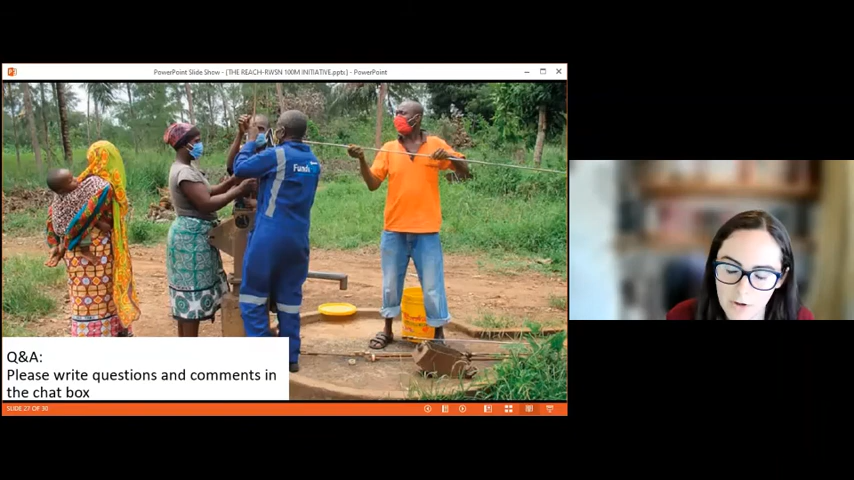 PowerPoint Slide Show - [THE REACH-RWSN 100M INITIATIVE.pptx] - PowerPoint
Fundi
Q&A:
Please write questions and comments in
the chat box
SLIDE 27 OF 30